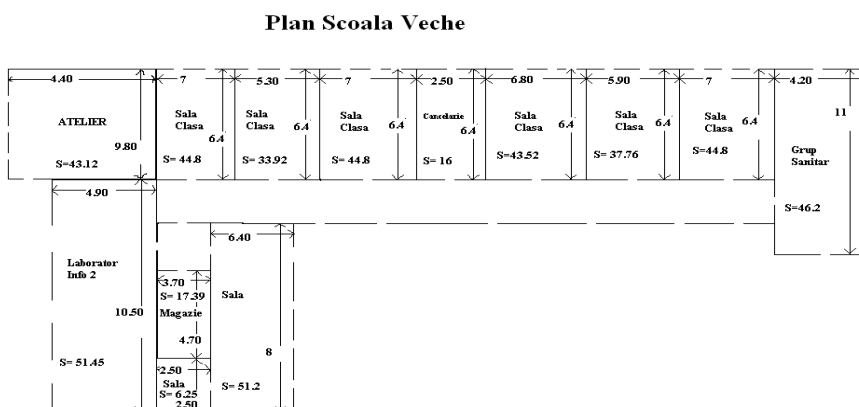 Plan Scoala Veche
4.40
7
5.30
7
2.50
6.80
5.90
7
4.20
ATELIER
9.80
S=43.12
Sala
Clasa
6.4
S= 44.8
Sala
Clasa
6.4
S= 33.92
Sala
Clasa
6.4
S= 44.8
Cancelarie
6.4
S= 16
Sala
Clasa
6.4
S=43.52
Sala
Clasa
6.4
S= 37.76
Sala
Clasa
6.4
S=44.8
11
Grup
Sanitar
S=46.2
4.90
Laborator
Info 2
10.50
S= 51.45
3.70
S= 17.39
Magazie
4.70
2.50
Sala
S= 6.25
2.50
6.40
Sala
8
S= 51.2